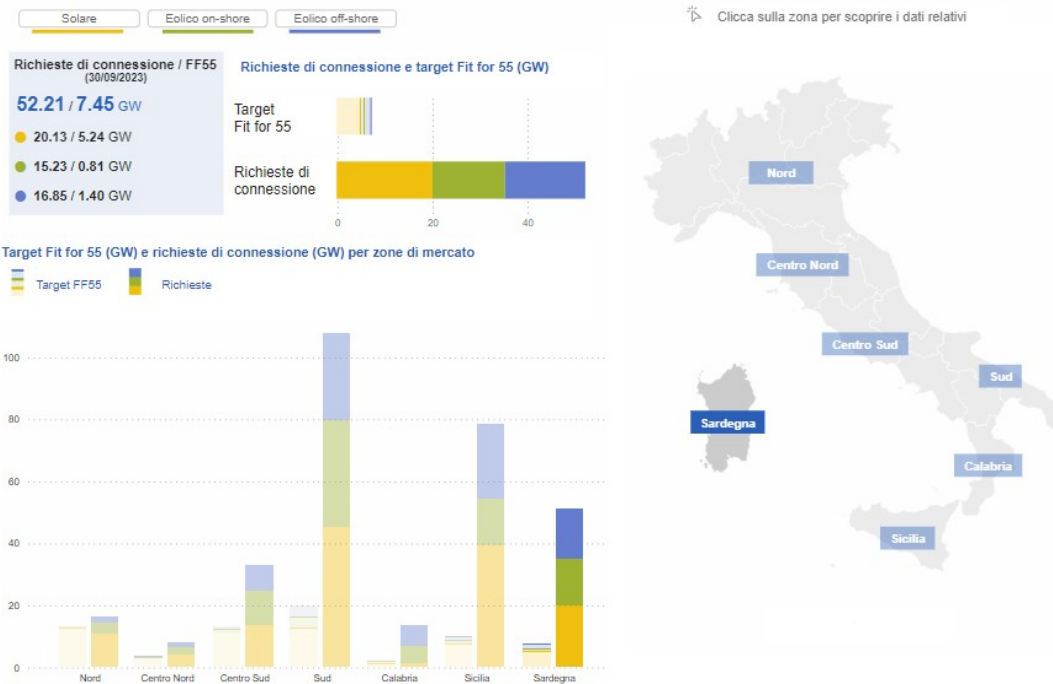 Solare
Eolico on-shore
Eolico off-shore
Clicca sulla zona per scoprire i dati relativi
Richieste di connessione / FF55
(30/09/2023)
52.21 / 7.45 GW
20.13 / 5.24 GW
15.23 / 0.81 GW
16.85 / 1.40 GW
Richieste di connessione e target Fit for 55 (GW)
Target
Fit for 55
Richieste di
connessione
0
20
40
Target Fit for 55 (GW) e richieste di connessione (GW) per zone di mercato
Target FF55
Richieste
100
80
60
40
20
0
Nord
Centro Nord
Centro Sud
Sud
Calabria
Sicilia
Sardegna
Nord
Centro Nord
Centro Sud
Sud
Sardegna
Calabria
Sicilia